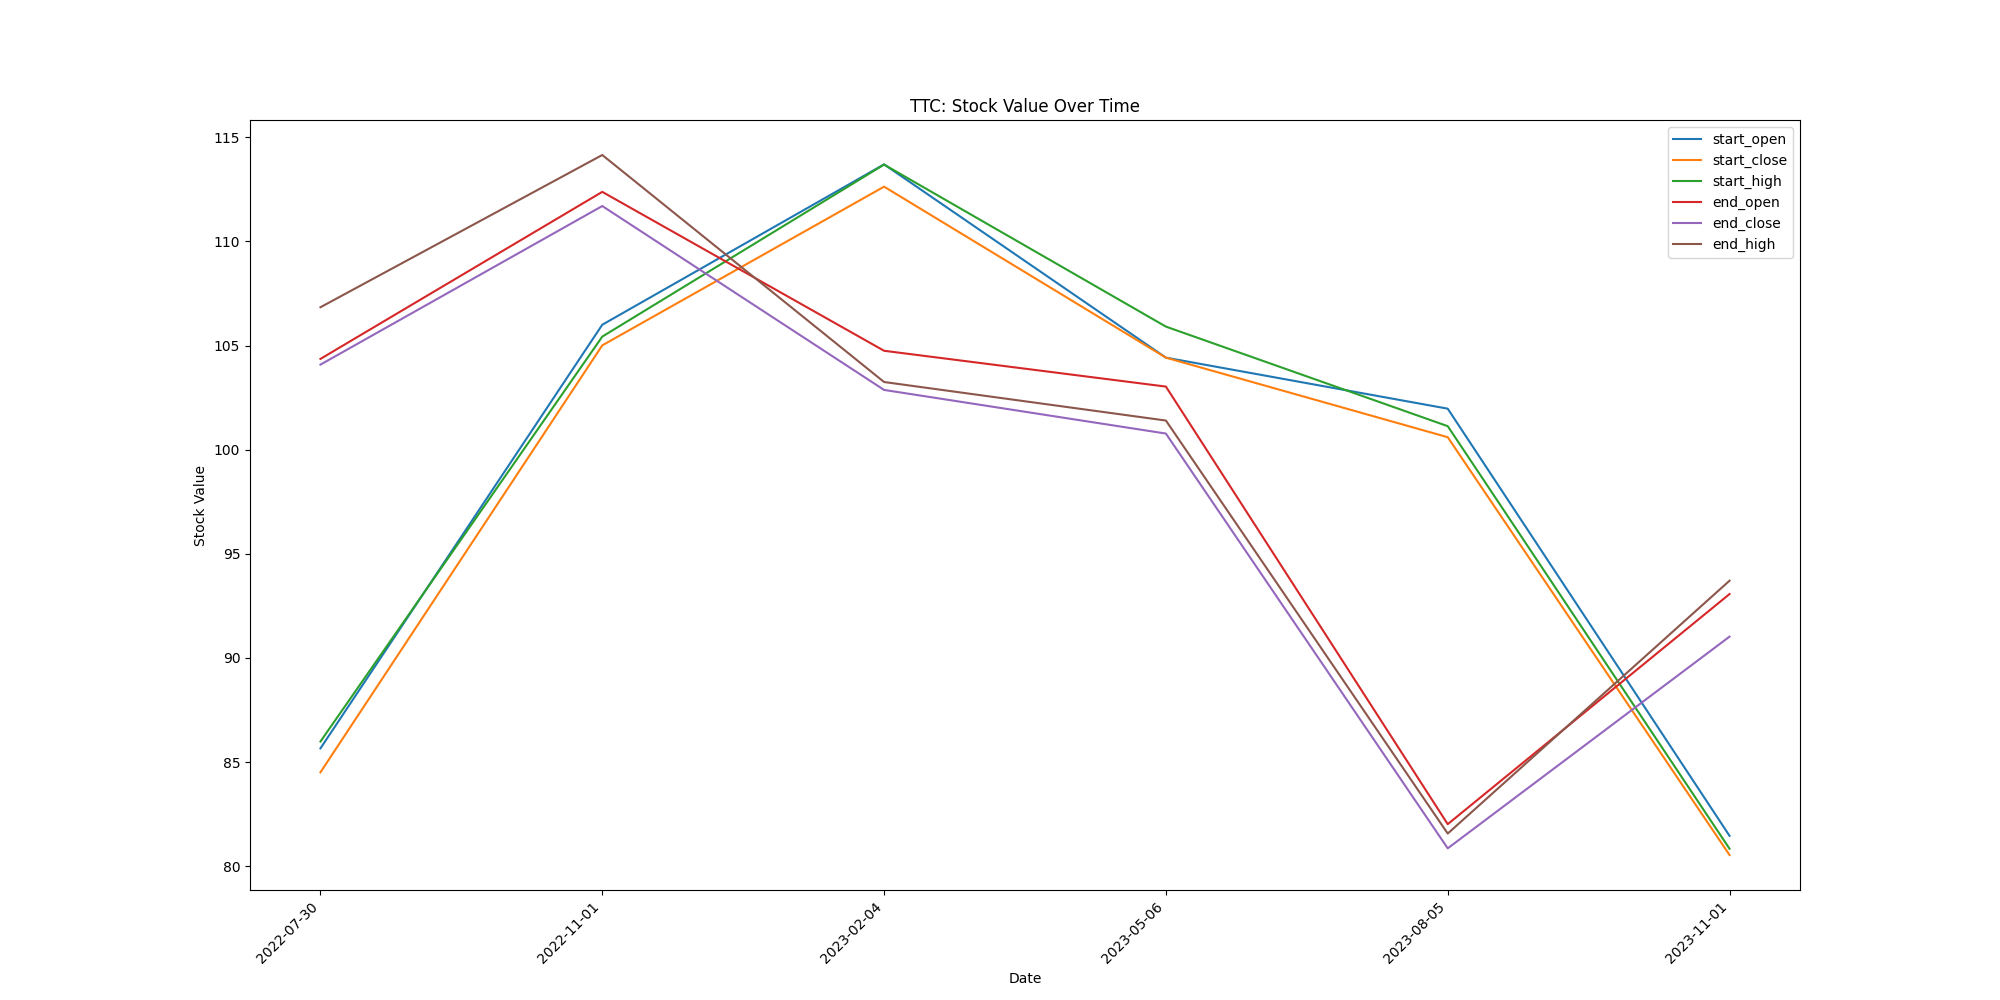 TTC: Stock Value Over Time
115
110
105
100
95
90
85
80
Stock Value
start_open
start_close
start_high
end_open
end_close
end_high
2022-07-30
2022-11-01
2023-02-04
2023-05-06
2023-08-05
2023-11-01
Date